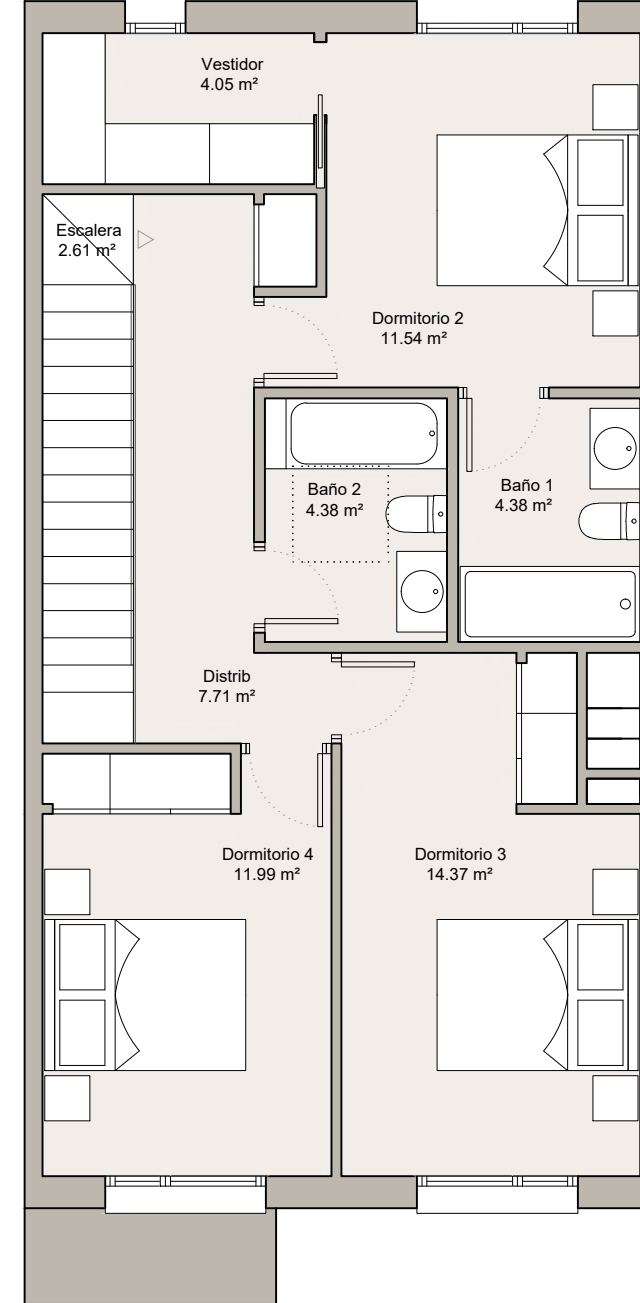 Vestidor
4.05 m²
Escalera
2.61 m²
Dormitorio 2
11.54 m²
Baño 2
4.38 m²
Baño 1
4.38 m²
Distrib
7.71 m²
Dormitorio 4
11.99 m²
Dormitorio 3
14.37 m²